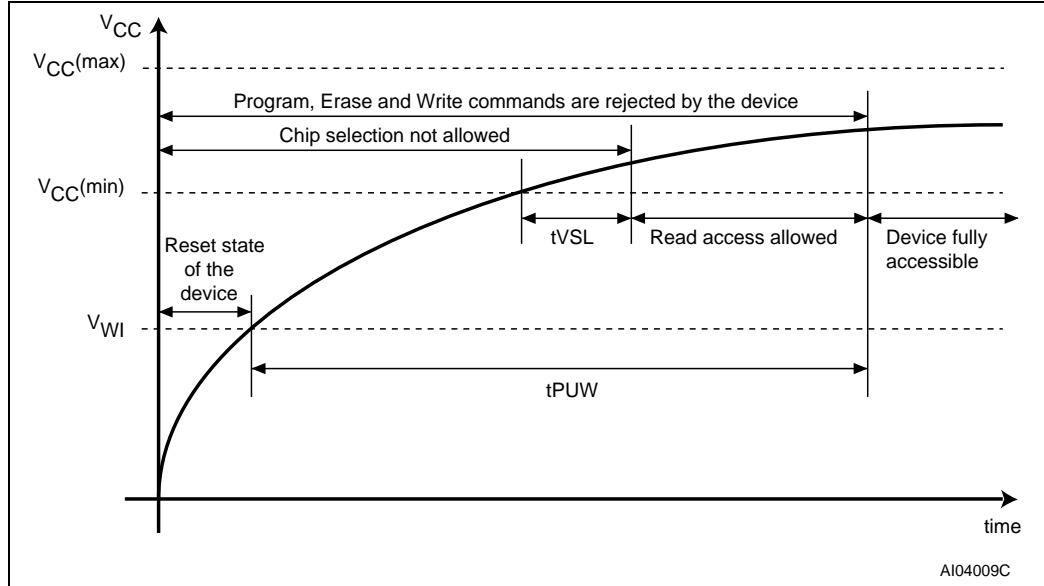 VCC
VCC(max)
Program, Erase and Write commands are rejected by the device
Chip selection not allowed
VCC(min)
tVSL
Read access allowed
Device fully
accessible
Reset state
of the
device
VWI
tPUW
time
AI04009C